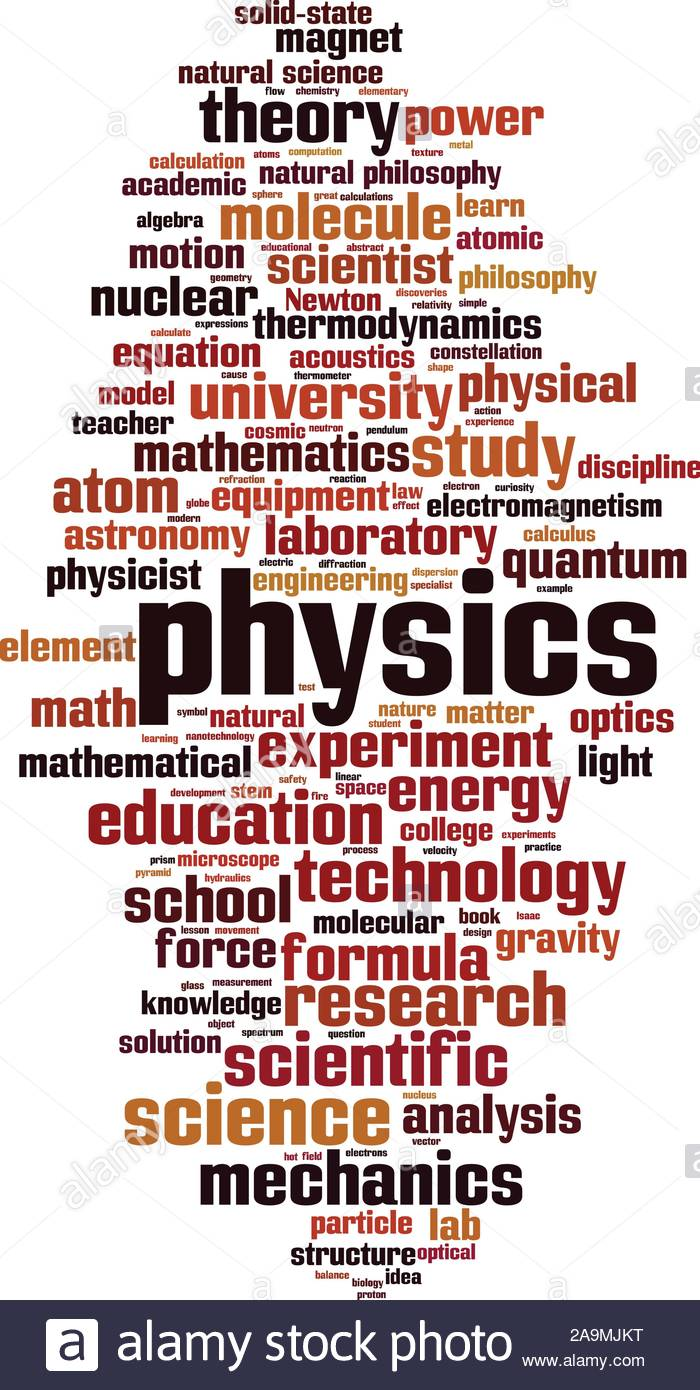 solid-state
magnet
natural science
flow chemistry elementary
theory power
metal
calculation atoms computation texture
academic natural philosophy
sphere great calculations
algebra molecule learn
motion educational abstract atomic
geometry scientist philosophy
nuclear Newton discoveries
relativity simple
calculate expressions thermodynamics
equation acoustics constellation
cause thermometer shape
model university physical
action
teacher cosmic neutron pendulum experience
mathematics study discipline
refraction reaction electron curiosity
atom globe equipment law
effect electromagnetism
modern
astronomy laboratory calculus
electric diffraction quantum
physicist engineering dispersion
specialist example
physics
element
test
math symbol natural nature matter optics
student
learning nanotechnology
mathematical experiment light
safety linear
development stem fire space energy
education college experiments
process velocity practice
prism microscope
pyramid hydraulics technology
school molecular book Isaac
lesson movement design
force formula gravity
glass measurement
knowledge research
object spectrum question
solution scientific
science nucleus
analysis
vector
hot field electrons
mechanics
particle lab
structure optical
balance biology idea
proton
a alamy stock photo
2A9MJKT
www.alamy.com